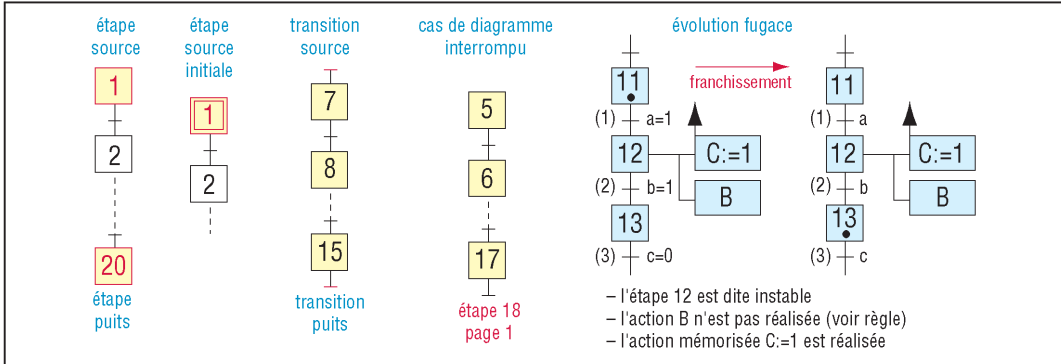 étape
source
1
2
20
étape
puits
étape
source
initiale
1
2
transition
source
7
8
15
transition
puits
cas de diagramme
interrompu
5
6
17
étape 18
page 1
évolution fugace
franchissement
11
(1) a=1
12 C:=1
(2) b=1 B
13
(3) c=0
11
(1) a
12 C:=1
(2) b B
13
(3) c
– l'étape 12 est dite instable
– l'action B n'est pas réalisée (voir règle)
– l'action mémorisée C:=1 est réalisée